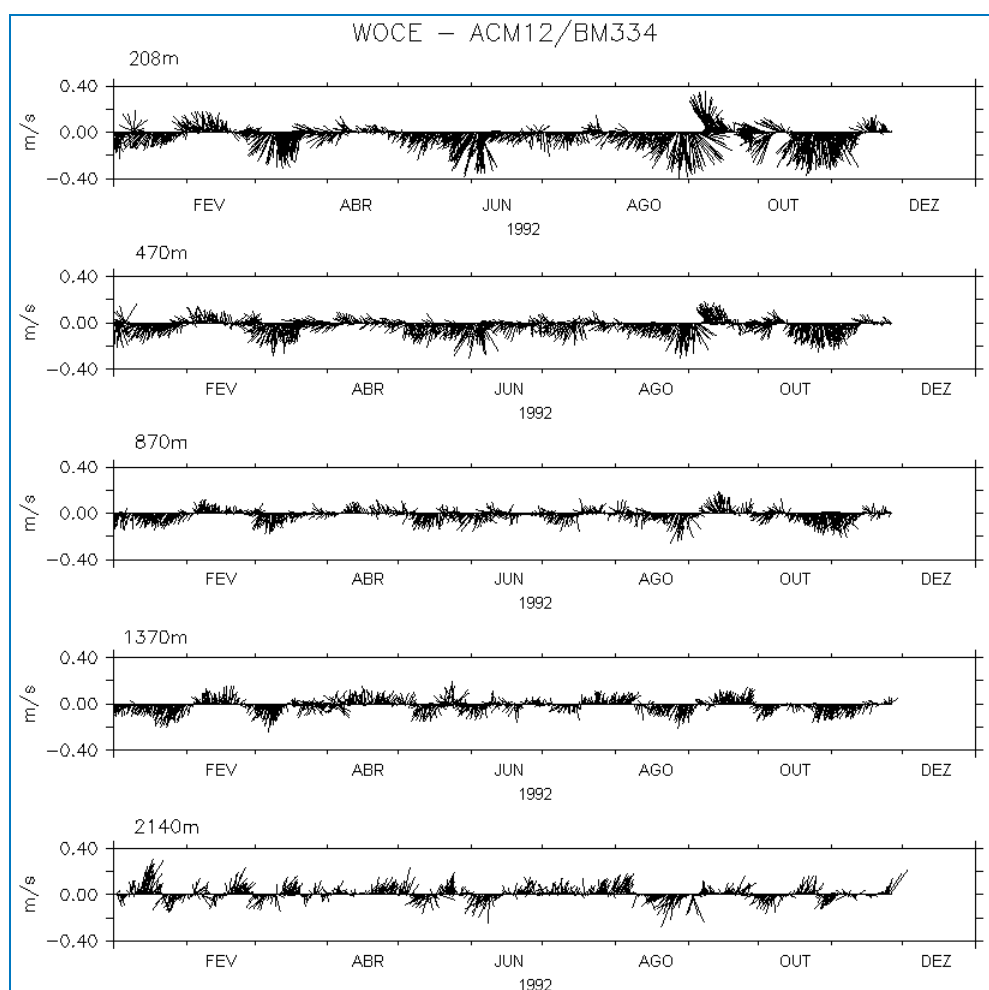 WOCE - ACM12/BM334
208m
0.40
0.00
-0.40
m/s
FEV ABR JUN AGO OUT DEZ
1992
470m
0.40
0.00
-0.40
m/s
FEV ABR JUN AGO OUT DEZ
1992
870m
0.40
0.00
-0.40
m/s
FEV ABR JUN AGO OUT DEZ
1992
1370m
0.40
0.00
-0.40
m/s
FEV ABR JUN AGO OUT DEZ
1992
2140m
0.40
0.00
-0.40
m/s
FEV ABR JUN AGO OUT DEZ